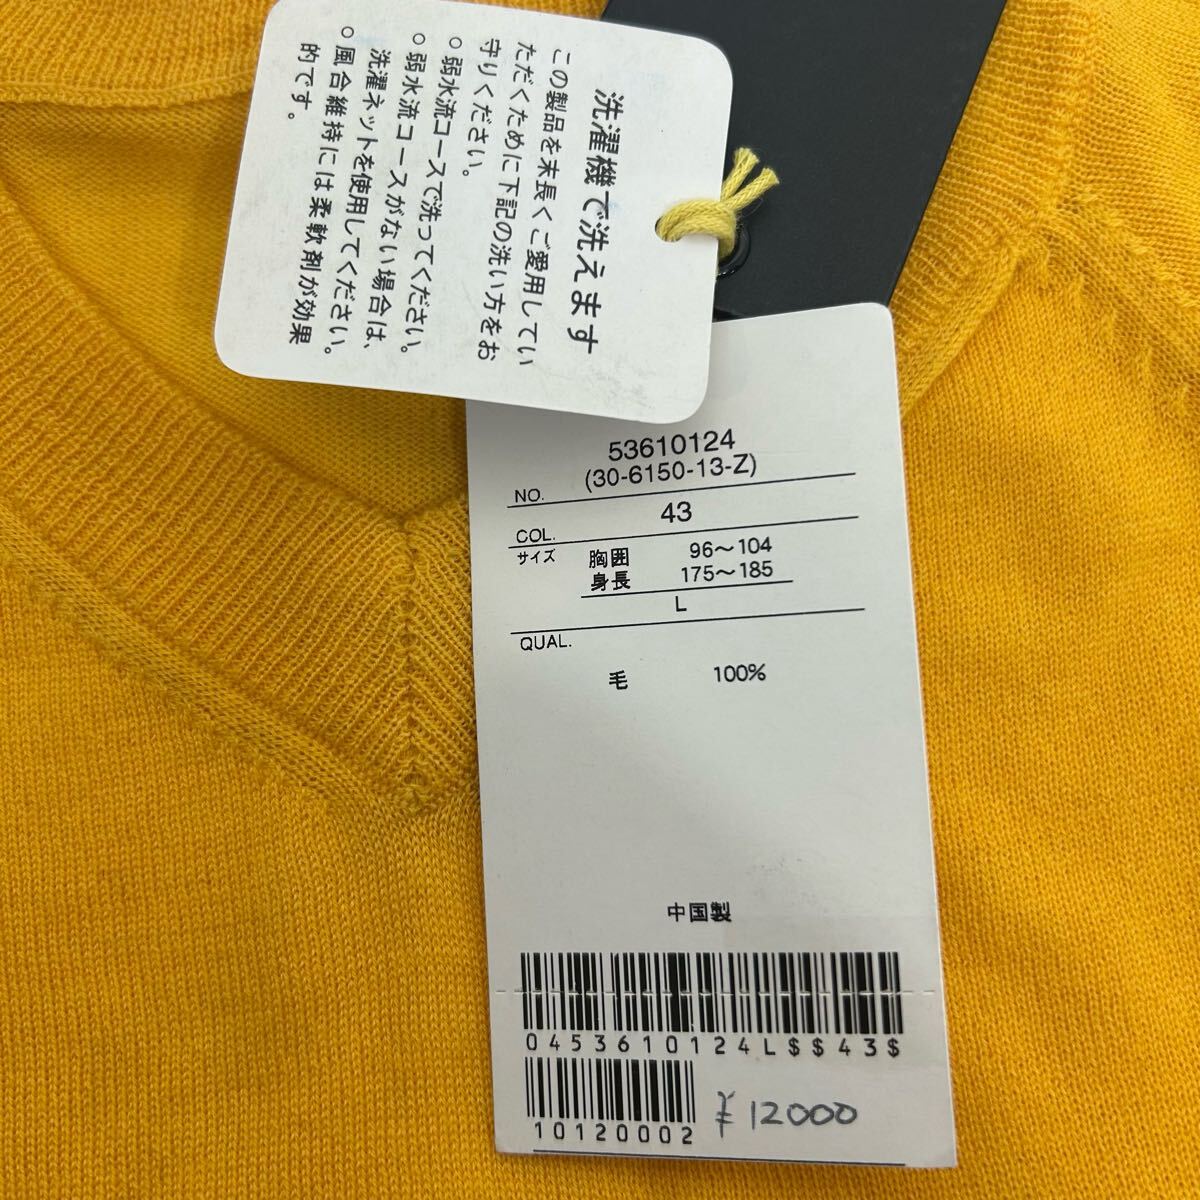 洗濯機で洗えます
この製品を末長くご愛用してい
ただくために下記の洗い方をお
守りください。
○弱水流コースで洗ってください。
○弱水流コースがない場合は、
洗濯ネットを使用してください。
○風合維持には柔軟剤が効果
的です。
53610124
NO. (30-6150-13-Z)
COL. 43
サイズ 胸囲 96～104
身長 175～185
L
QUAL.
毛 100%
中国製
0453610124L$$43$
10120002
¥12000